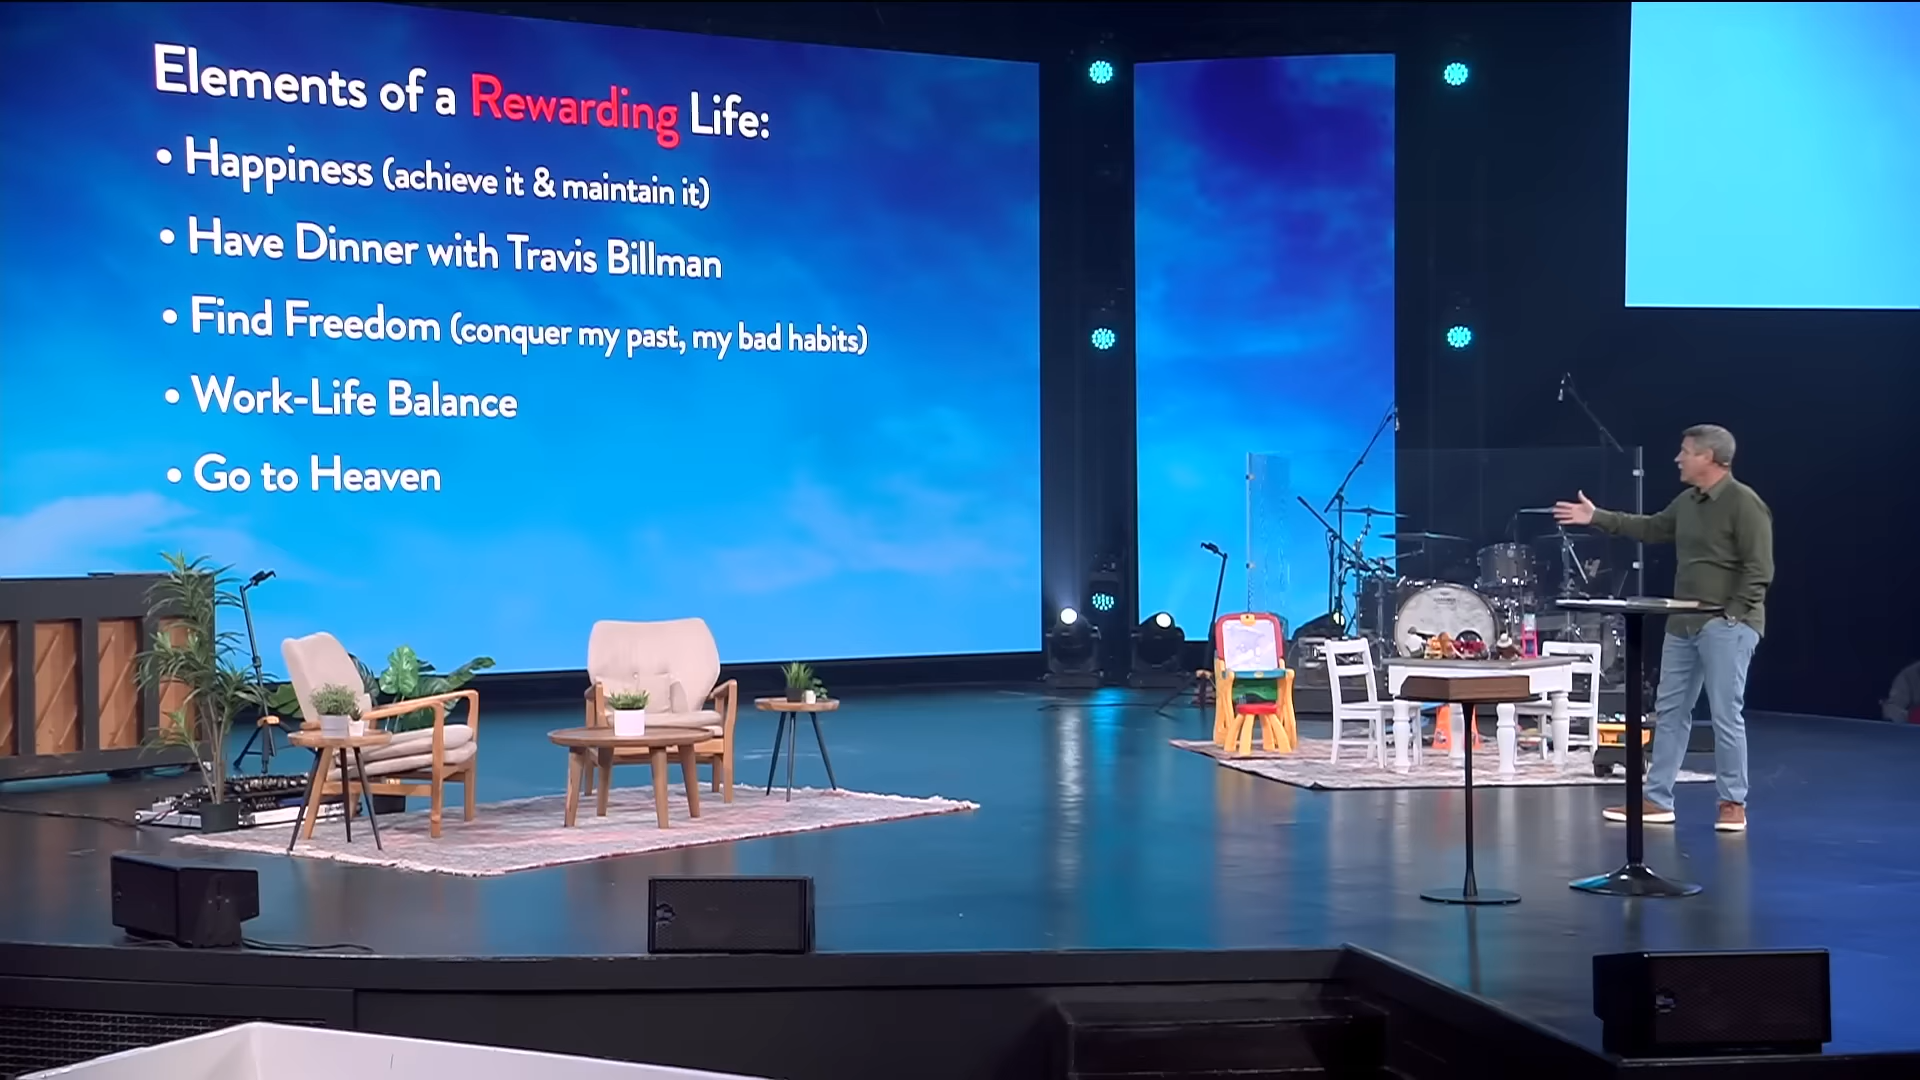 Elements of a Rewarding Life:
• Happiness (achieve it & maintain it)
• Have Dinner with Travis Billman
• Find Freedom (conquer my past, my bad habits)
• Work-Life Balance
• Go to Heaven